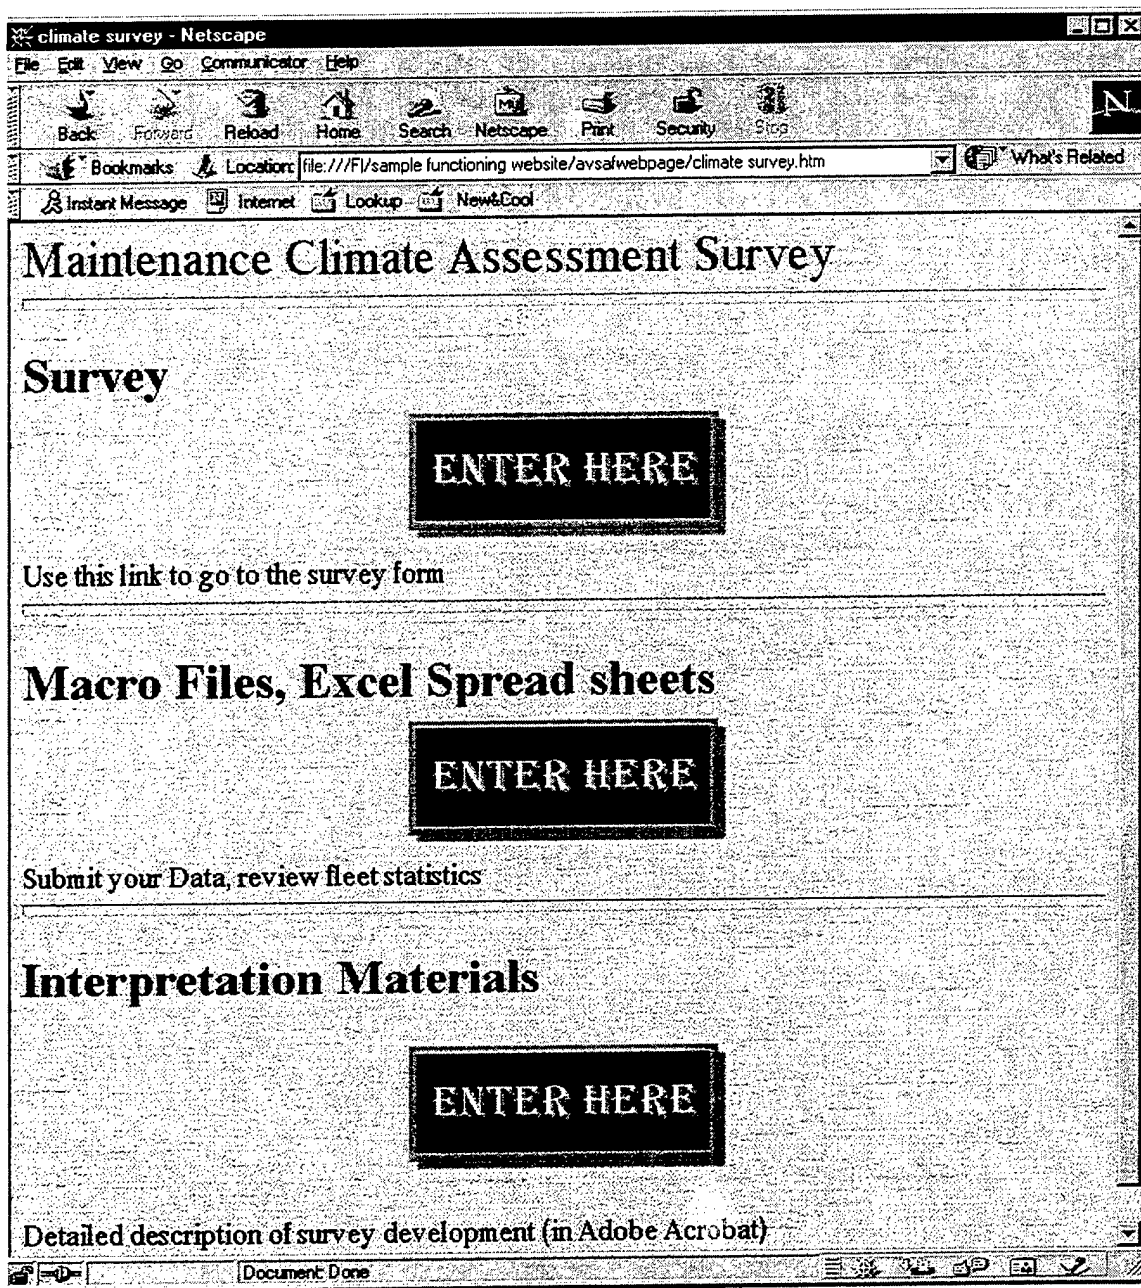 climate survey - Netscape
File Edit View Go Communicator Help
Back Forward Reload Home Search Netscape Print Security Stop
N
Bookmarks Location: file:///F|/sample functioning website/avsafwebpage/climate survey.htm What's Related
Instant Message Internet Lookup New&Cool
Maintenance Climate Assessment Survey
Survey
ENTER HERE
Use this link to go to the survey form
Macro Files, Excel Spread sheets
ENTER HERE
Submit your Data, review fleet statistics
Interpretation Materials
ENTER HERE
Detailed description of survey development (in Adobe Acrobat)
Document: Done